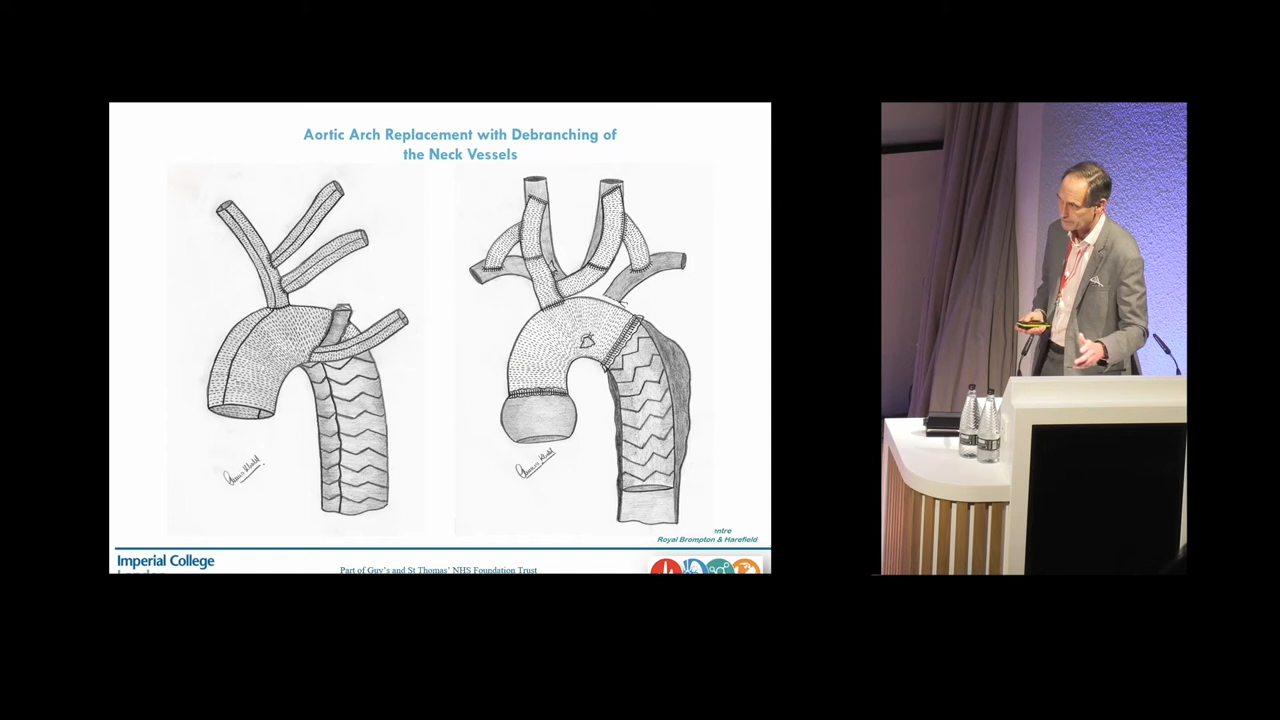 Aortic Arch Replacement with Debranching of
the Neck Vessels
Royal Brompton & Harefield
Imperial College
Part of Guy's and St Thomas' NHS Foundation Trust